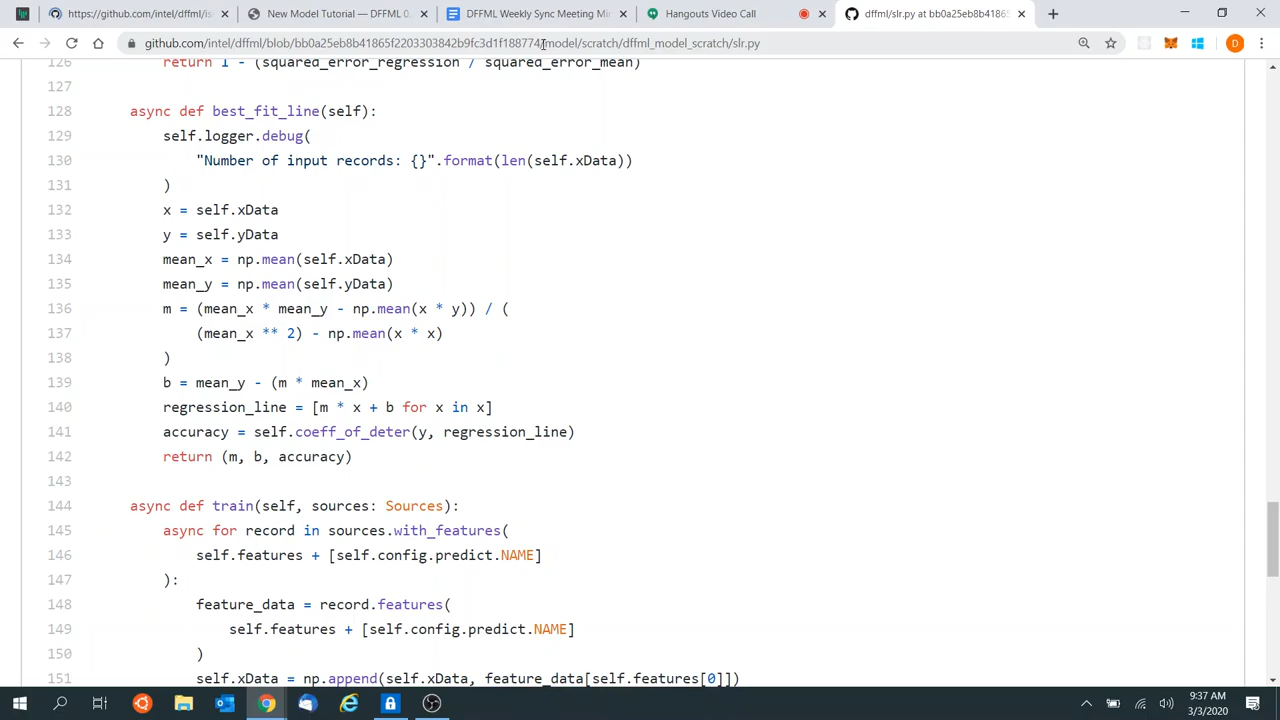 https://github.com/intel/dffml/is
New Model Tutorial — DFFML 0.
DFFML Weekly Sync Meeting Min
Hangouts Video Call
dffml/slr.py at bb0a25eb8b41865
github.com/intel/dffml/blob/bb0a25eb8b41865f2203303842b9fc3d1f188774/model/scratch/dffml_model_scratch/slr.py
D
126 return 1 - (squared_error_regression / squared_error_mean)
127
128 async def best_fit_line(self):
129 self.logger.debug(
130 "Number of input records: {}".format(len(self.xData))
131 )
132 x = self.xData
133 y = self.yData
134 mean_x = np.mean(self.xData)
135 mean_y = np.mean(self.yData)
136 m = (mean_x * mean_y - np.mean(x * y)) / (
137 (mean_x ** 2) - np.mean(x * x)
138 )
139 b = mean_y - (m * mean_x)
140 regression_line = [m * x + b for x in x]
141 accuracy = self.coeff_of_deter(y, regression_line)
142 return (m, b, accuracy)
143
144 async def train(self, sources: Sources):
145 async for record in sources.with_features(
146 self.features + [self.config.predict.NAME]
147 ):
148 feature_data = record.features(
149 self.features + [self.config.predict.NAME]
150 )
151 self.xData = np.append(self.xData, feature_data[self.features[0]])
9:37 AM
3/3/2020